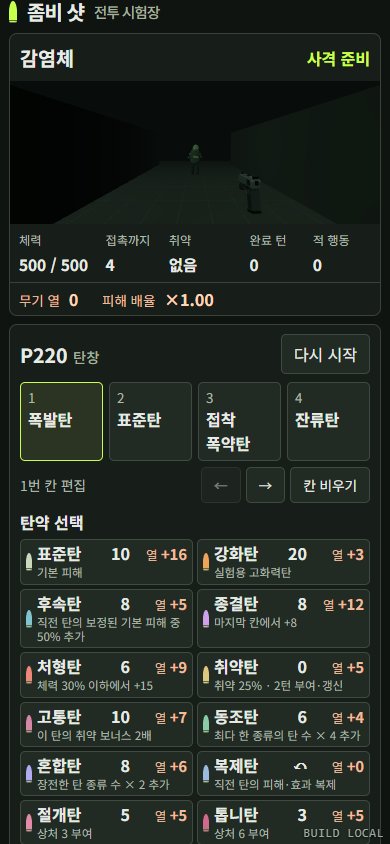 좀비 샷 전투 시험장
감염체 사격 준비
체력 접촉까지 취약 완료 턴 적 행동
500 / 500 4 없음 0 0
무기 열 0 피해 배율 ×1.00
P220 탄창 다시 시작
1 2 3 4
폭발탄 표준탄 접착 잔류탄
폭약탄
1번 칸 편집 ← → 칸 비우기
탄약 선택
표준탄 10 열 +16
기본 피해
강화탄 20 열 +3
실험용 고화력탄
후속탄 8 열 +5
직전 탄의 보정된 기본 피해 중
50% 추가
종결탄 8 열 +12
마지막 칸에서 +8
처형탄 6 열 +9
체력 30% 이하에서 +15
취약탄 0 열 +5
취약 25% · 2턴 부여·갱신
고통탄 10 열 +7
이 탄의 취약 보너스 2배
동조탄 6 열 +4
최다 한 종류의 탄 수 × 4 추가
혼합탄 8 열 +6
장전한 탄 종류 수 × 2 추가
복제탄 열 +0
직전 탄의 피해·효과 복제
절개탄 5 열 +5
상처 3 부여
톱니탄 3 열 +5
상처 6 부여
BUILD LOCAL